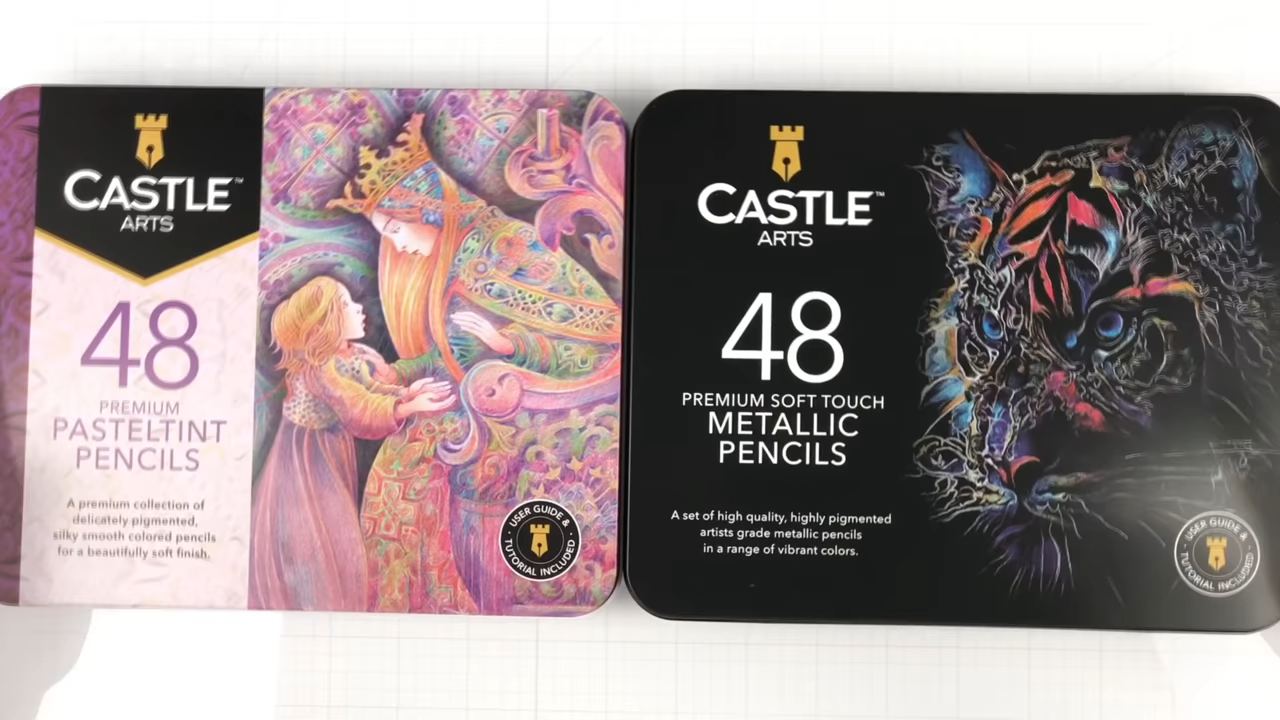 CASTLE™
ARTS
48
PREMIUM
PASTELTINT
PENCILS
A premium collection of
delicately pigmented,
silky smooth colored pencils
for a beautifully soft finish.
USER GUIDE &
TUTORIAL INCLUDED
CASTLE™
ARTS
48
PREMIUM SOFT TOUCH
METALLIC
PENCILS
A set of high quality, highly pigmented
artists grade metallic pencils
in a range of vibrant colors.
USER GUIDE &
TUTORIAL INCLUDED